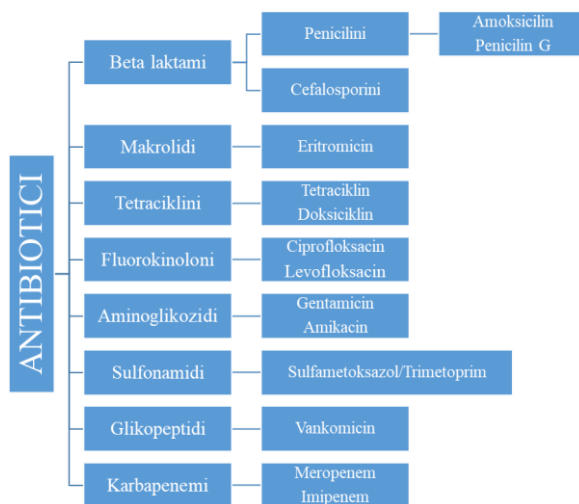 ANTIBIOTICI
Beta laktami
Penicilini
Amoksicilin
Penicilin G
Cefalosporini
Makrolidi
Eritromicin
Tetraciklini
Tetraciklin
Doksiciklin
Fluorokinoloni
Ciprofloksacin
Levofloksacin
Aminoglikozidi
Gentamicin
Amikacin
Sulfonamidi
Sulfametoksazol/Trimetoprim
Glikopeptidi
Vankomicin
Karbapenemi
Meropenem
Imipenem